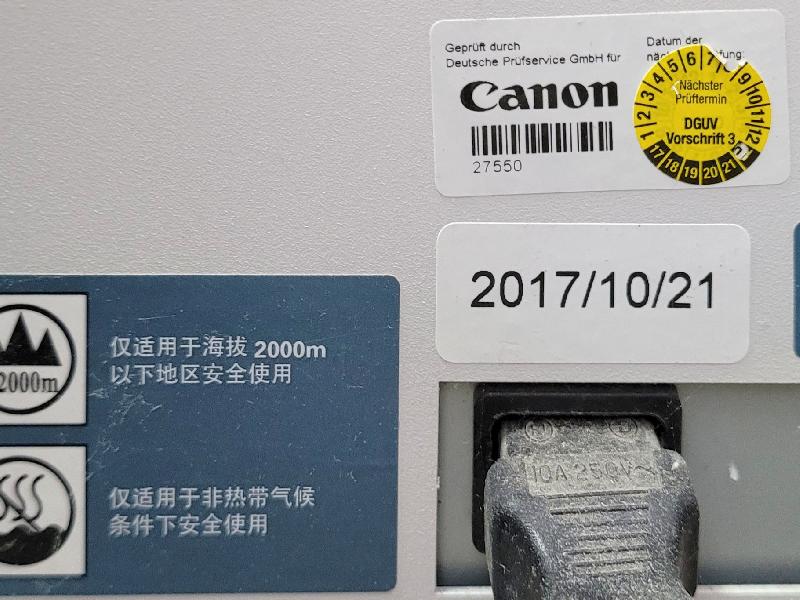 Geprüft durch
Deutsche Prüfservice GmbH für
Canon
27550
Datum der
1 2 3 4 5 6 7 9 10 11 12
Nächster
Prüftermin
DGUV
Vorschrift 3
17 18 19 20 21
2017/10/21
2000m
仅适用于海拔 2000m
以下地区安全使用
仅适用于非热带气候
条件下安全使用
10A 250V~